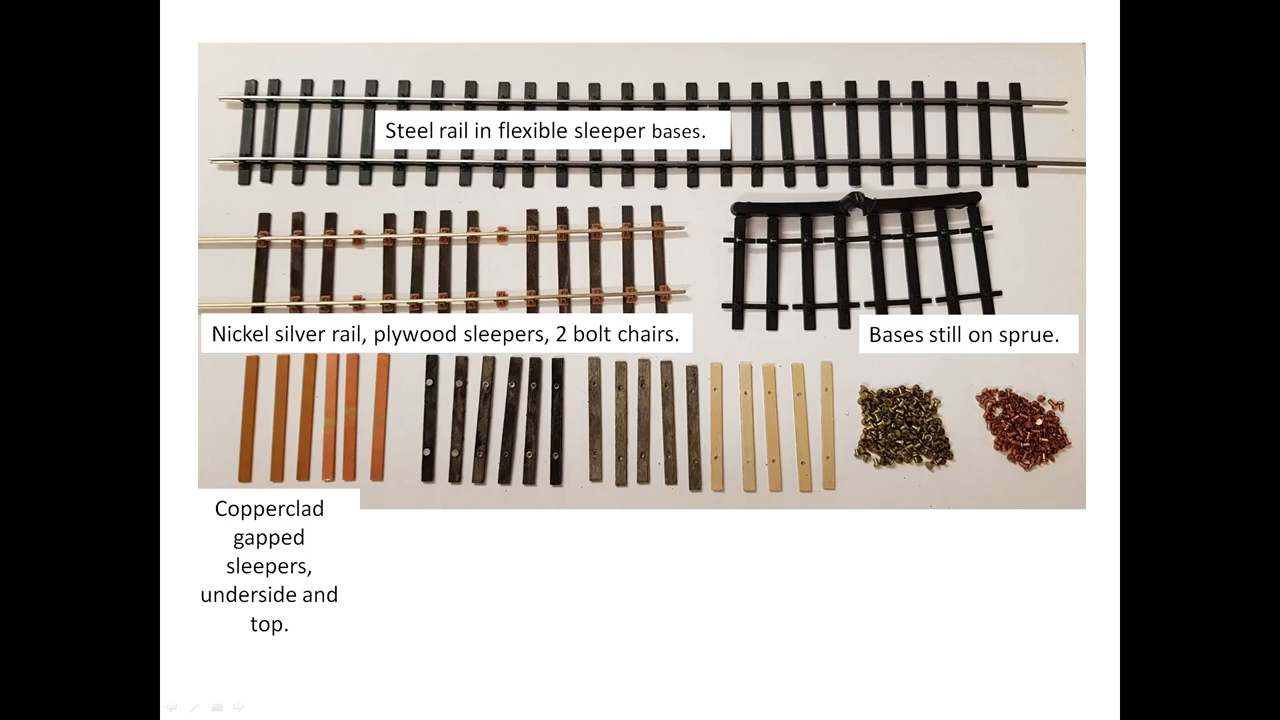 Steel rail in flexible sleeper bases.
Nickel silver rail, plywood sleepers, 2 bolt chairs.
Bases still on sprue.
Copperclad
gapped
sleepers,
underside and
top.